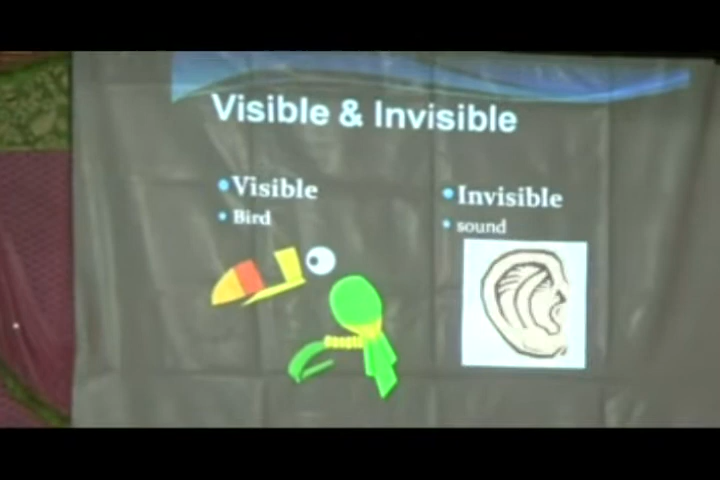 Visible & Invisible
•Visible
• Bird
•Invisible
• sound